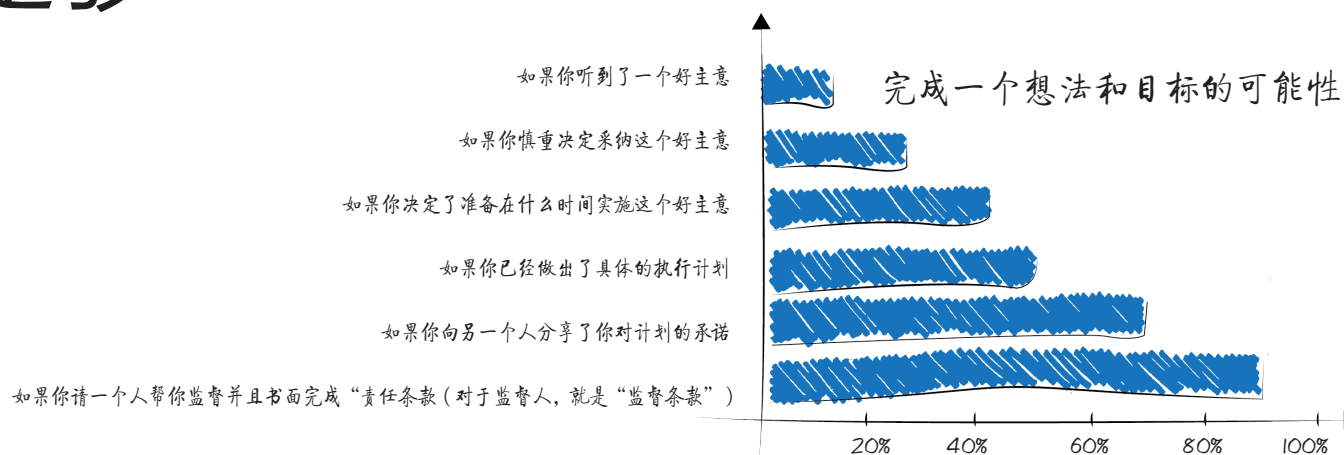 如果你听到了一个好主意
完成一个想法和目标的可能性
如果你慎重决定采纳这个好主意
如果你决定了准备在什么时间实施这个好主意
如果你已经做出了具体的执行计划
如果你向另一个人分享了你对计划的承诺
如果你请一个人帮你监督并且书面完成“责任条款（对于监督人，就是“监督条款”）
20% 40% 60% 80% 100%